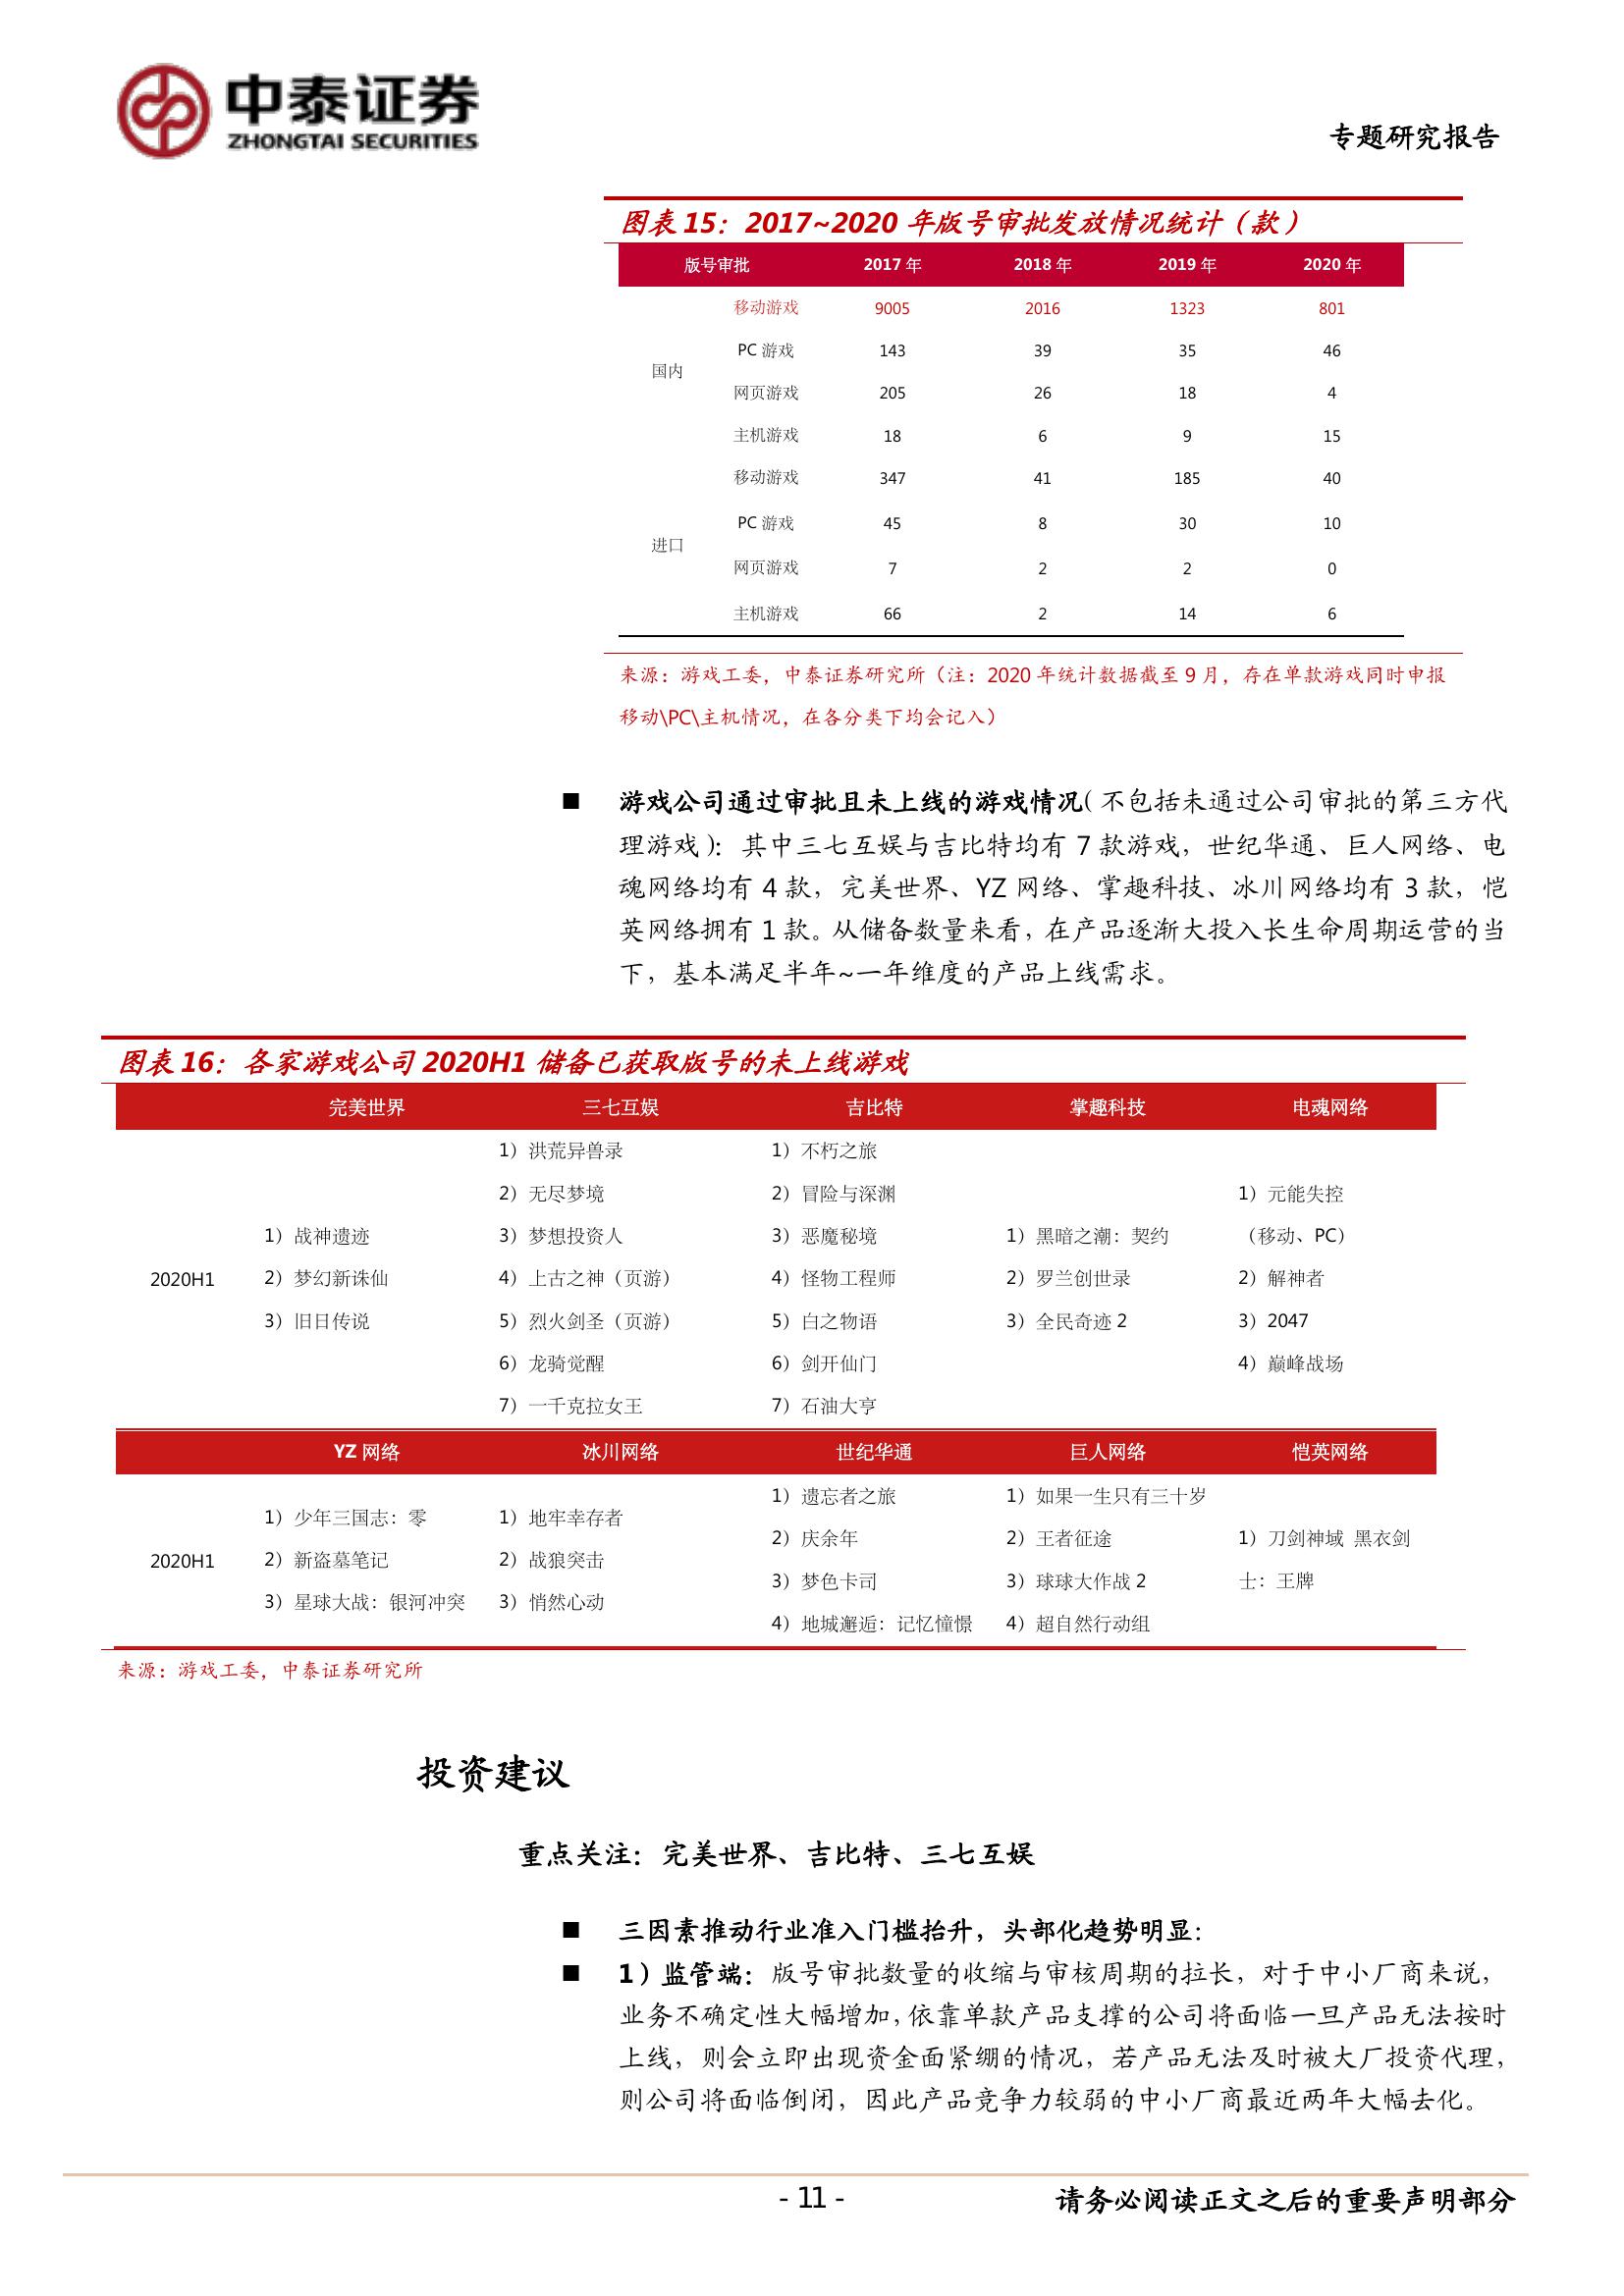 中泰证券
ZHONGTAI SECURITIES
专题研究报告
图表 15：2017~2020 年版号审批发放情况统计（款）
版号审批 2017 年 2018 年 2019 年 2020 年
移动游戏 9005 2016 1323 801
PC 游戏 143 39 35 46
国内
网页游戏 205 26 18 4
主机游戏 18 6 9 15
移动游戏 347 41 185 40
PC 游戏 45 8 30 10
进口
网页游戏 7 2 2 0
主机游戏 66 2 14 6
来源：游戏工委，中泰证券研究所（注：2020 年统计数据截至 9 月，存在单款游戏同时申报
移动\PC\主机情况，在各分类下均会记入）
■ 游戏公司通过审批且未上线的游戏情况（不包括未通过公司审批的第三方代
理游戏）：其中三七互娱与吉比特均有 7 款游戏，世纪华通、巨人网络、电
魂网络均有 4 款，完美世界、YZ 网络、掌趣科技、冰川网络均有 3 款，恺
英网络拥有 1 款。从储备数量来看，在产品逐渐大投入长生命周期运营的当
下，基本满足半年~一年维度的产品上线需求。
图表 16：各家游戏公司 2020H1 储备已获取版号的未上线游戏
完美世界 三七互娱 吉比特 掌趣科技 电魂网络
1）洪荒异兽录 1）不朽之旅
2）无尽梦境 2）冒险与深渊 1）元能失控
1）战神遗迹 3）梦想投资人 3）恶魔秘境 1）黑暗之潮：契约 （移动、PC）
2020H1 2）梦幻新诛仙 4）上古之神（页游） 4）怪物工程师 2）罗兰创世录 2）解神者
3）旧日传说 5）烈火剑圣（页游） 5）白之物语 3）全民奇迹 2 3）2047
6）龙骑觉醒 6）剑开仙门 4）巅峰战场
7）一千克拉女王 7）石油大亨
YZ 网络 冰川网络 世纪华通 巨人网络 恺英网络
1）遗忘者之旅 1）如果一生只有三十岁
1）少年三国志：零 1）地牢幸存者
2）庆余年 2）王者征途 1）刀剑神域 黑衣剑
2020H1 2）新盗墓笔记 2）战狼突击
3）梦色卡司 3）球球大作战 2 士：王牌
3）星球大战：银河冲突 3）悄然心动
4）地城邂逅：记忆憧憬 4）超自然行动组
来源：游戏工委，中泰证券研究所
投资建议
重点关注：完美世界、吉比特、三七互娱
■ 三因素推动行业准入门槛抬升，头部化趋势明显：
■ 1）监管端：版号审批数量的收缩与审核周期的拉长，对于中小厂商来说，
业务不确定性大幅增加，依靠单款产品支撑的公司将面临一旦产品无法按时
上线，则会立即出现资金面紧绷的情况，若产品无法及时被大厂投资代理，
则公司将面临倒闭，因此产品竞争力较弱的中小厂商最近两年大幅去化。
- 11 -
请务必阅读正文之后的重要声明部分